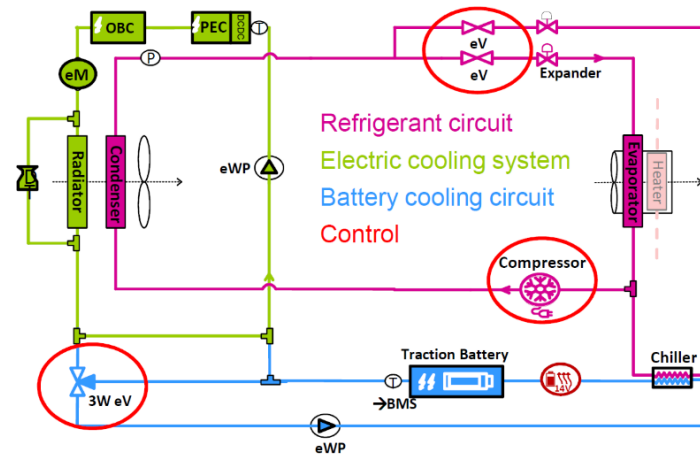 OBC
PEC
DCDC
T
eM
P
eV
eV
Expander
Refrigerant circuit
Electric cooling system
Battery cooling circuit
Control
Radiator
Condenser
eWP
Evaporator
Heater
Compressor
Traction Battery
Chiller
3W eV
T
→BMS
14V
eWP